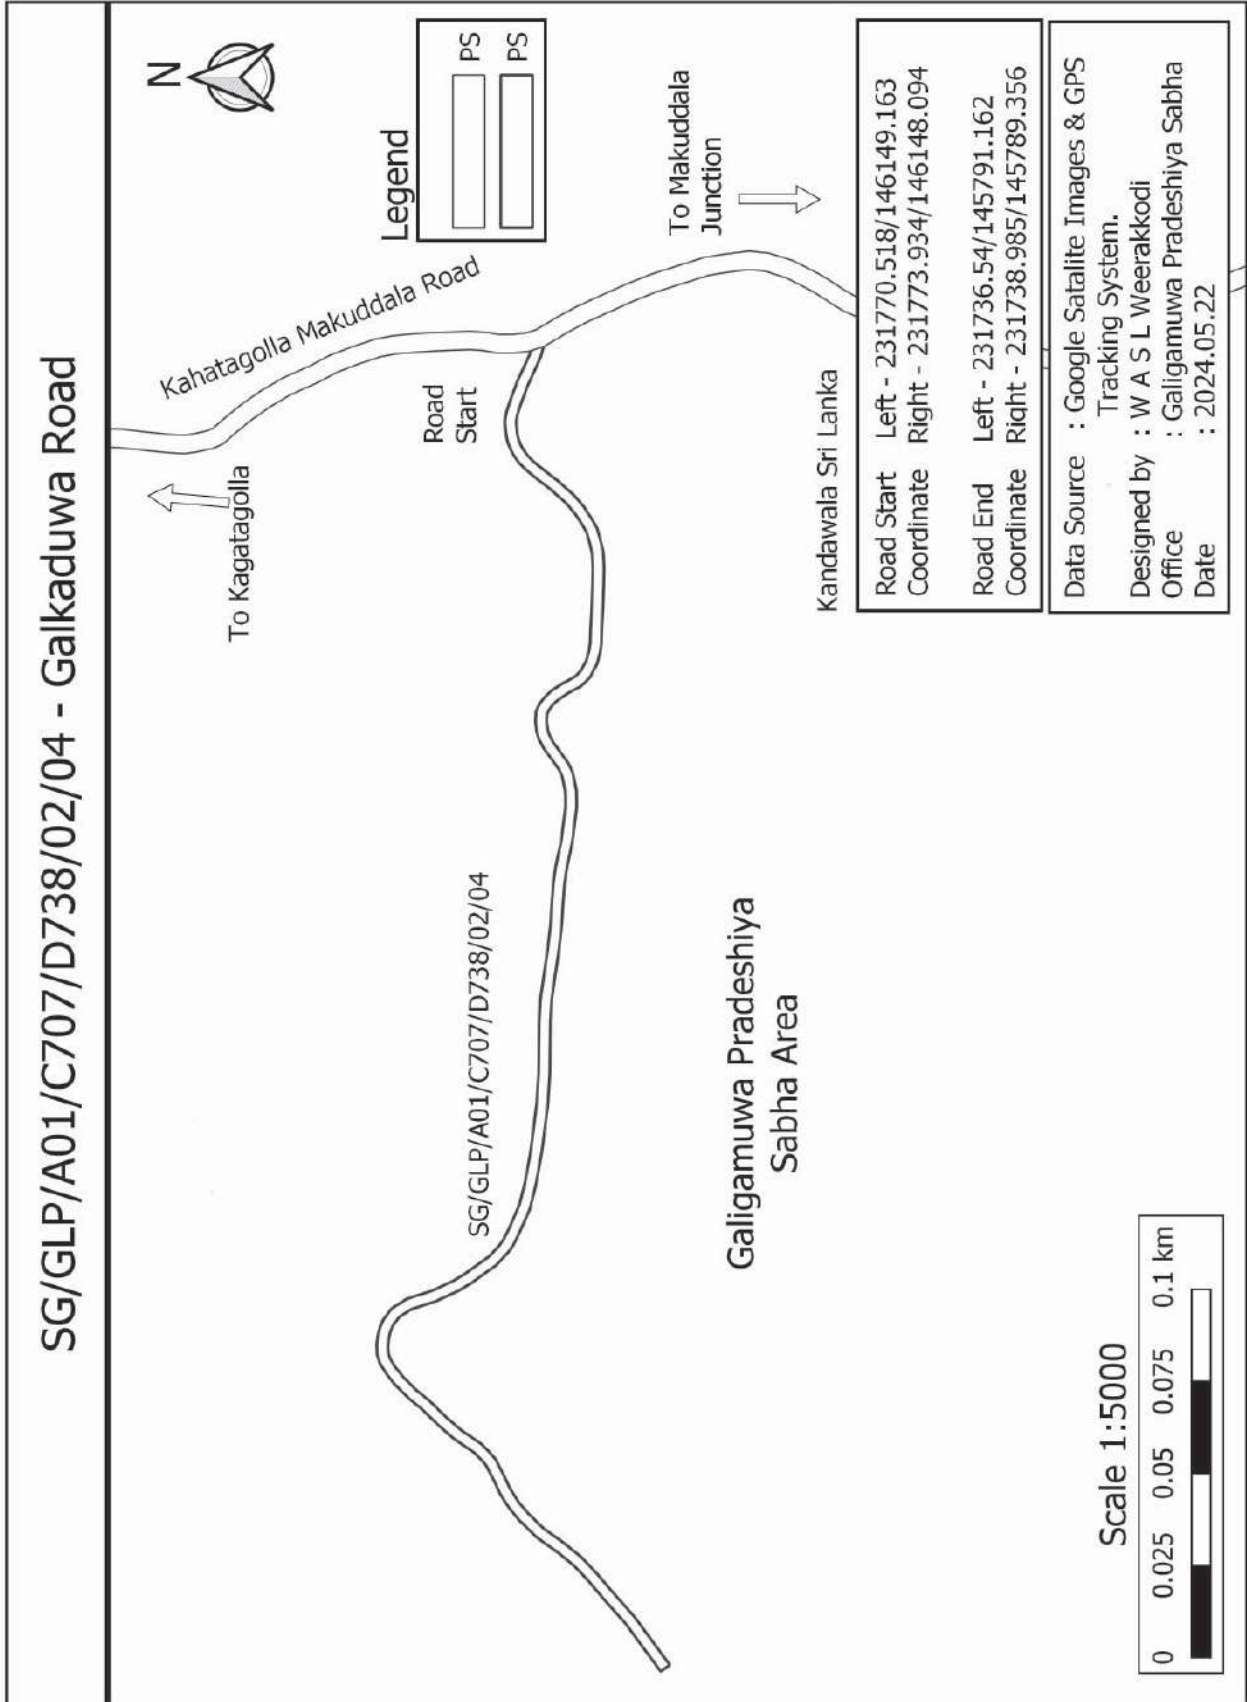 SG/GLP/A01/C707/D738/02/04 - Galkaduwa Road
N
To Kagatagolla
Kahatagolla Makuddala Road
Legend
PS
PS
Road
Start
To Makuddala
Junction
SG/GLP/A01/C707/D738/02/04
Galigamuwa Pradeshiya
Sabha Area
Kandawala Sri Lanka
Road Start Left - 231770.518/146149.163
Coordinate Right - 231773.934/146148.094
Road End Left - 231736.54/145791.162
Coordinate Right - 231738.985/145789.356
Data Source : Google Satalite Images & GPS
Tracking System.
Designed by : W A S L Weerakkodi
Office : Galigamuwa Pradeshiya Sabha
Date : 2024.05.22
Scale 1:5000
0 0.025 0.05 0.075 0.1 km